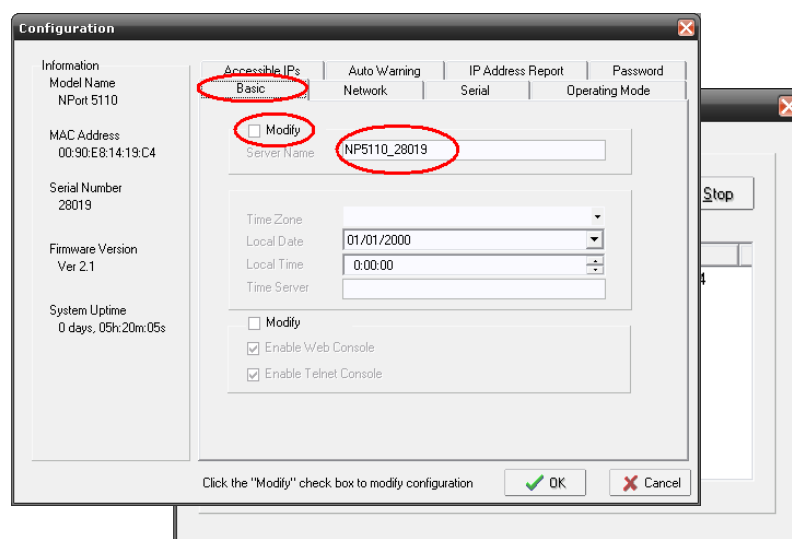 Configuration
Information
Model Name
NPort 5110
MAC Address
00:90:E8:14:19:C4
Serial Number
28019
Firmware Version
Ver 2.1
System Uptime
0 days, 05h:20m:05s
Accessible IPs Auto Warning IP Address Report Password
Basic Network Serial Operating Mode
Modify
Server Name NP5110_28019
Time Zone
Local Date 01/01/2000
Local Time 0:00:00
Time Server
Modify
Enable Web Console
Enable Telnet Console
Click the "Modify" check box to modify configuration OK Cancel
Stop
4